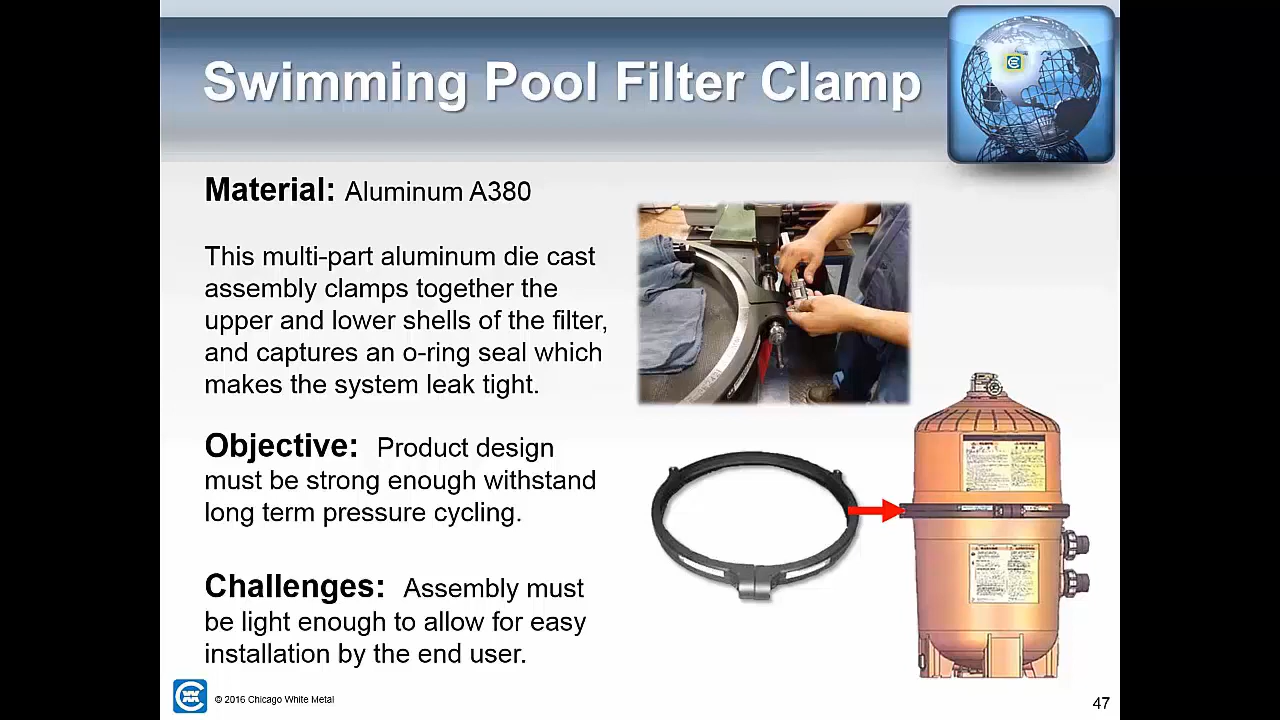 Swimming Pool Filter Clamp
Material: Aluminum A380
This multi-part aluminum die cast
assembly clamps together the
upper and lower shells of the filter,
and captures an o-ring seal which
makes the system leak tight.
Objective: Product design
must be strong enough withstand
long term pressure cycling.
Challenges: Assembly must
be light enough to allow for easy
installation by the end user.
© 2016 Chicago White Metal
47